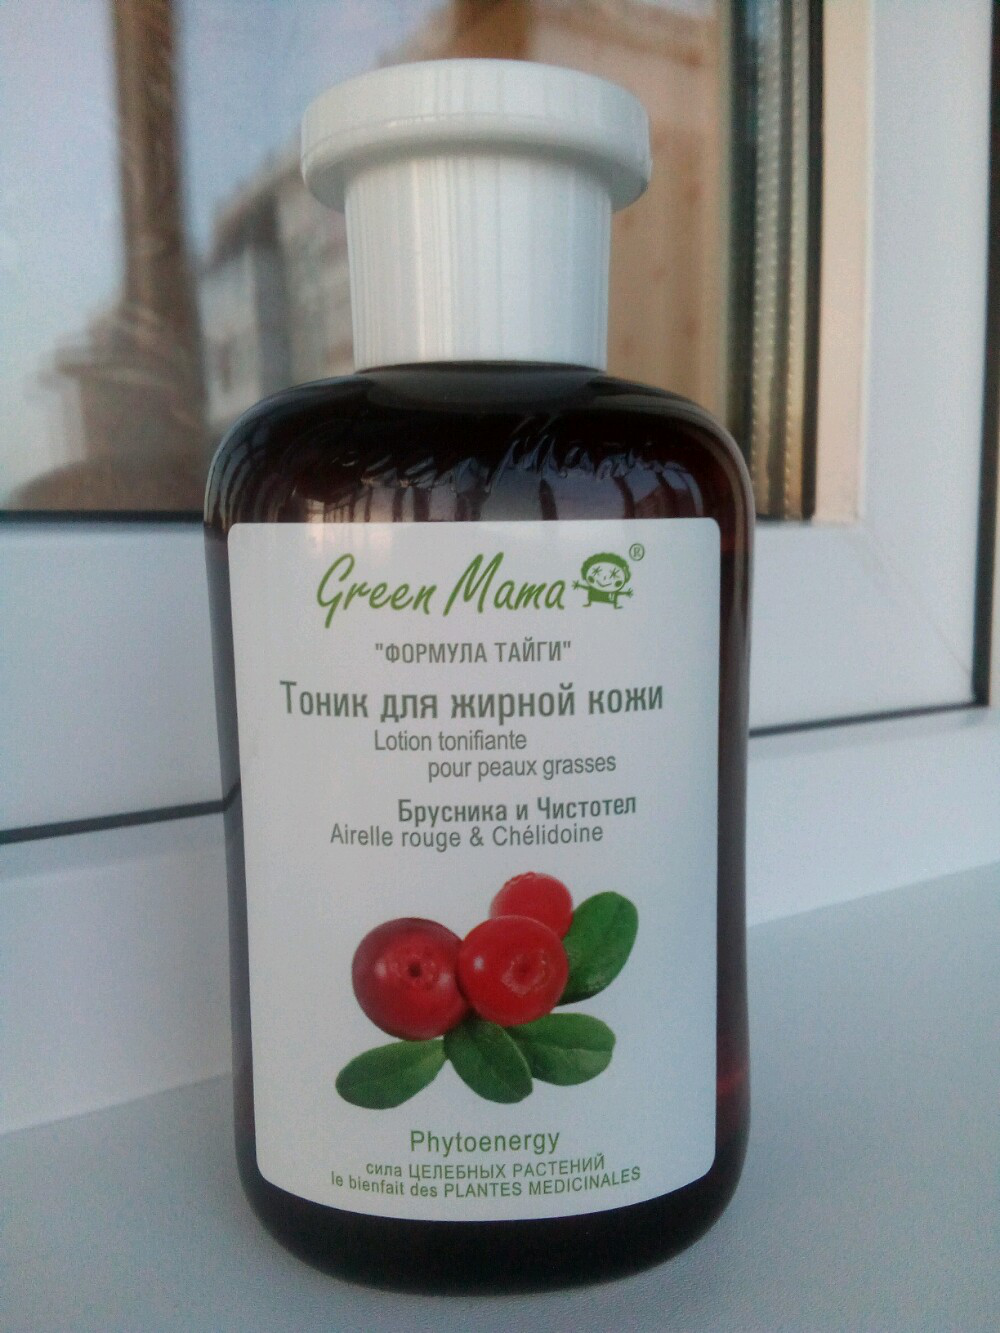 Green Mama ®
"ФОРМУЛА ТАЙГИ"
Тоник для жирной кожи
Lotion tonifiante
pour peaux grasses
Брусника и Чистотел
Airelle rouge & Chélidoine
Phytoenergy
сила ЦЕЛЕБНЫХ РАСТЕНИЙ
le bienfait des PLANTES MEDICINALES